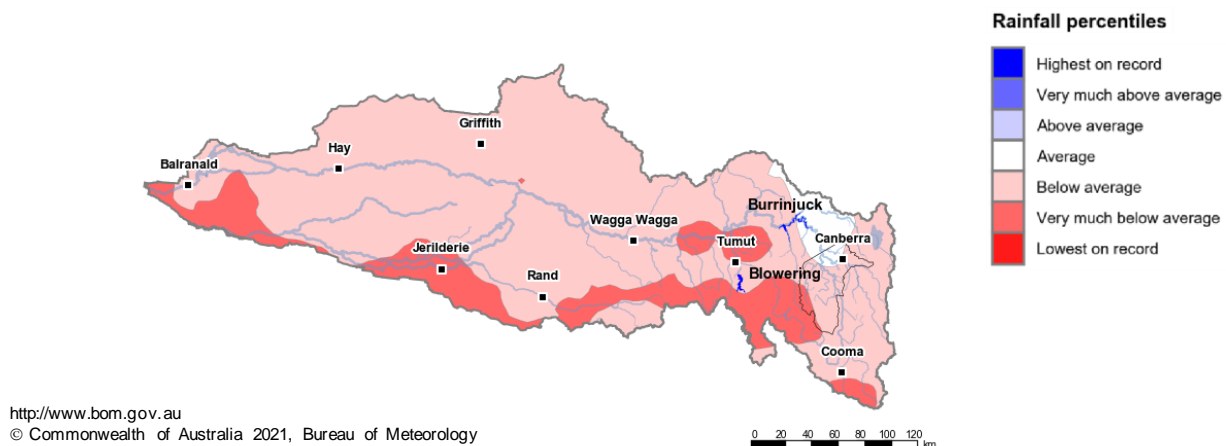 Rainfall percentiles
Highest on record
Very much above average
Above average
Average
Below average
Very much below average
Lowest on record
Griffith
Hay
Balranald
Burrinjuck
Wagga Wagga
Tumut
Canberra
Jerilderie
Rand
Blowering
Cooma
http://www.bom.gov.au
© Commonwealth of Australia 2021, Bureau of Meteorology
0 20 40 60 80 100 120
km